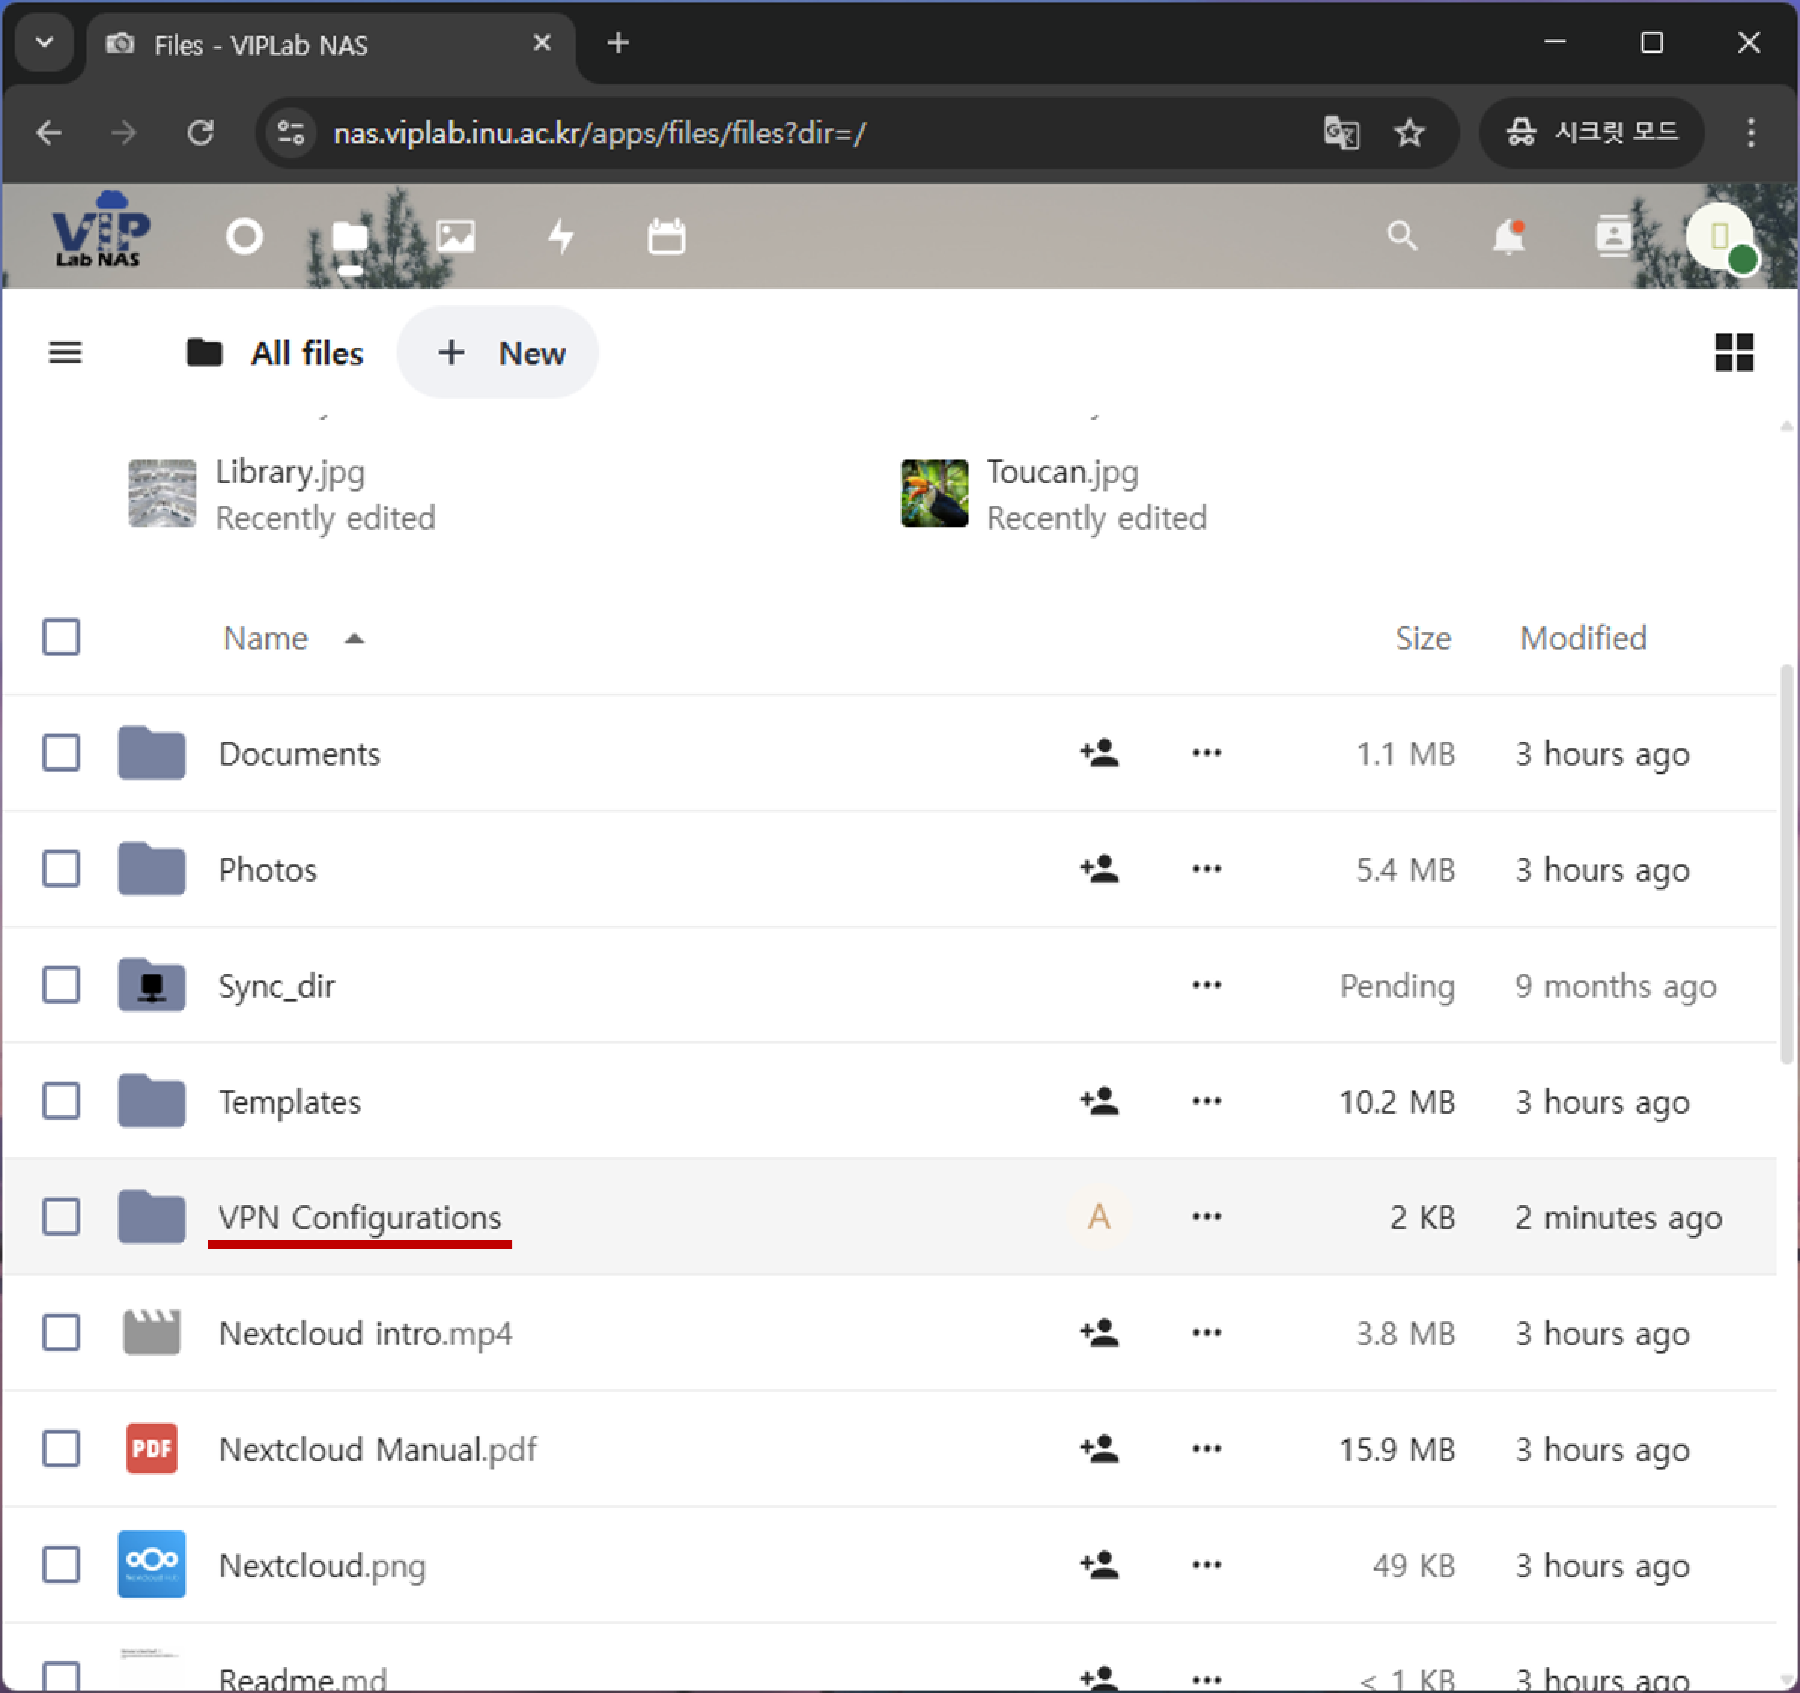 Files - VIPLab NAS
nas.viplab.inu.ac.kr/apps/files/files?dir=/
시크릿 모드
VIP
Lab NAS
All files
+ New
Library.jpg
Recently edited
Toucan.jpg
Recently edited
Name Size Modified
Documents 1.1 MB 3 hours ago
Photos 5.4 MB 3 hours ago
Sync_dir Pending 9 months ago
Templates 10.2 MB 3 hours ago
VPN Configurations A 2 KB 2 minutes ago
Nextcloud intro.mp4 3.8 MB 3 hours ago
PDF Nextcloud Manual.pdf 15.9 MB 3 hours ago
Nextcloud.png 49 KB 3 hours ago
Readme.md < 1 KB 3 hours ago